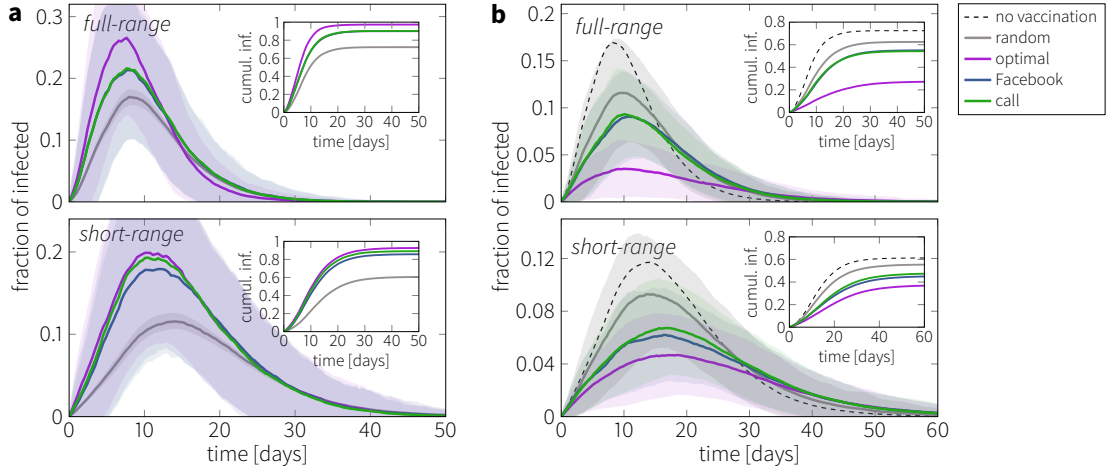 a
full-range
fraction of infected
0.3
0.2
0.1
0
cumul. inf.
1
0.8
0.6
0.4
0.2
0
0 10 20 30 40 50
time [days]
short-range
0.2
0.1
0
cumul. inf.
1
0.8
0.6
0.4
0.2
0
0 10 20 30 40 50
time [days]
0 10 20 30 40 50
time [days]
b
full-range
fraction of infected
0.15
0.1
0.05
0
cumul. inf.
0.8
0.6
0.4
0.2
0
0 10 20 30 40 50
time [days]
short-range
0.12
0.08
0.04
0
cumul. inf.
0.8
0.6
0.4
0.2
0
0 20 40 60
time [days]
0 10 20 30 40 50 60
time [days]
no vaccination
random
optimal
Facebook
call